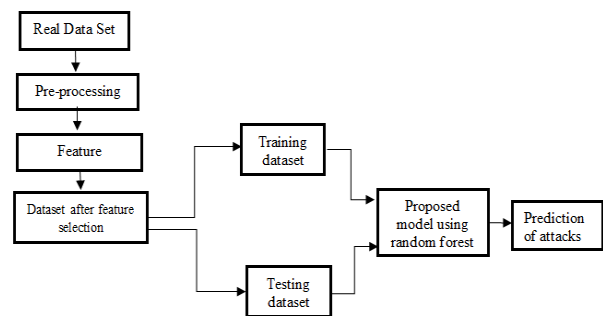 Real Data Set
Pre-processing
Feature
Dataset after feature
selection
Training
dataset
Testing
dataset
Proposed
model using
random forest
Prediction
of attacks